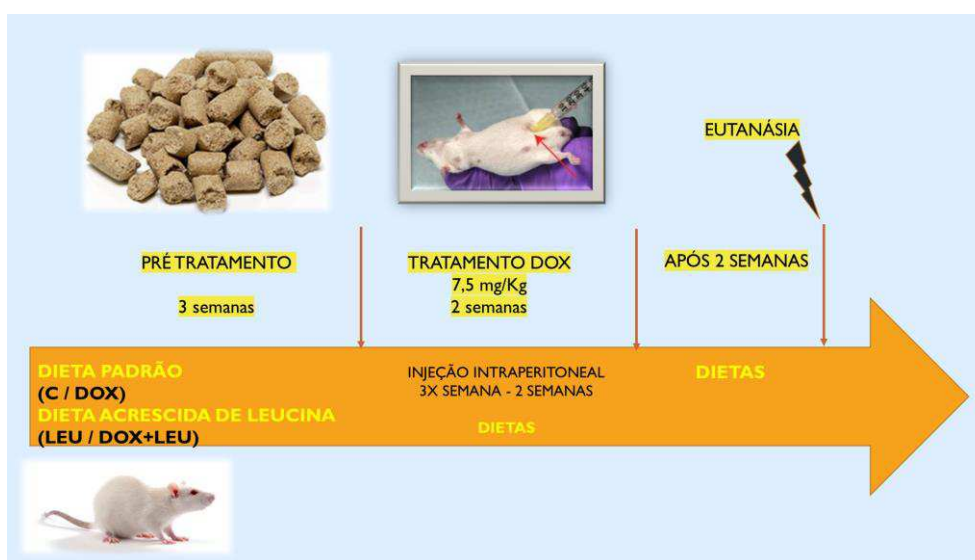 EUTANÁSIA
PRÉ TRATAMENTO
3 semanas
TRATAMENTO DOX
7,5 mg/Kg
2 semanas
APÓS 2 SEMANAS
DIETA PADRÃO
(C / DOX)
DIETA ACRESCIDA DE LEUCINA
(LEU / DOX+LEU)
INJEÇÃO INTRAPERITONEAL
3X SEMANA - 2 SEMANAS
DIETAS
DIETAS